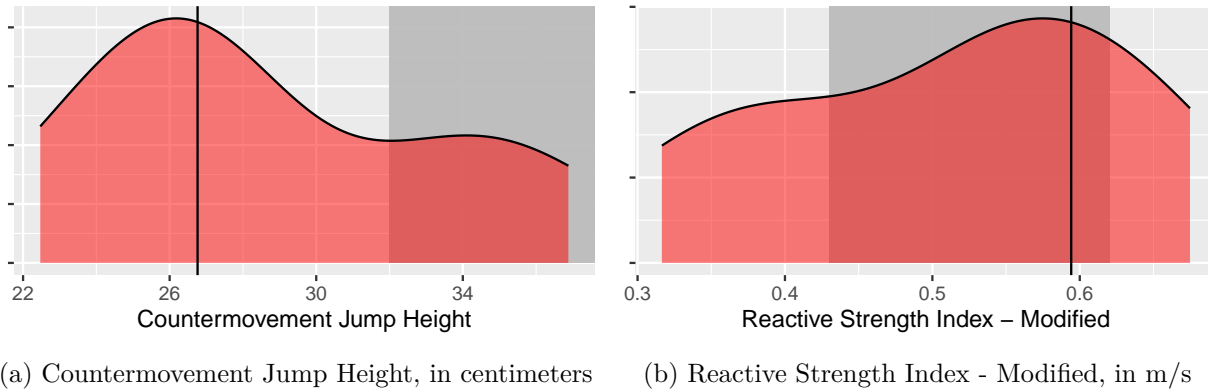 22 26 30 34
Countermovement Jump Height
(a) Countermovement Jump Height, in centimeters
0.3 0.4 0.5 0.6
Reactive Strength Index – Modified
(b) Reactive Strength Index - Modified, in m/s